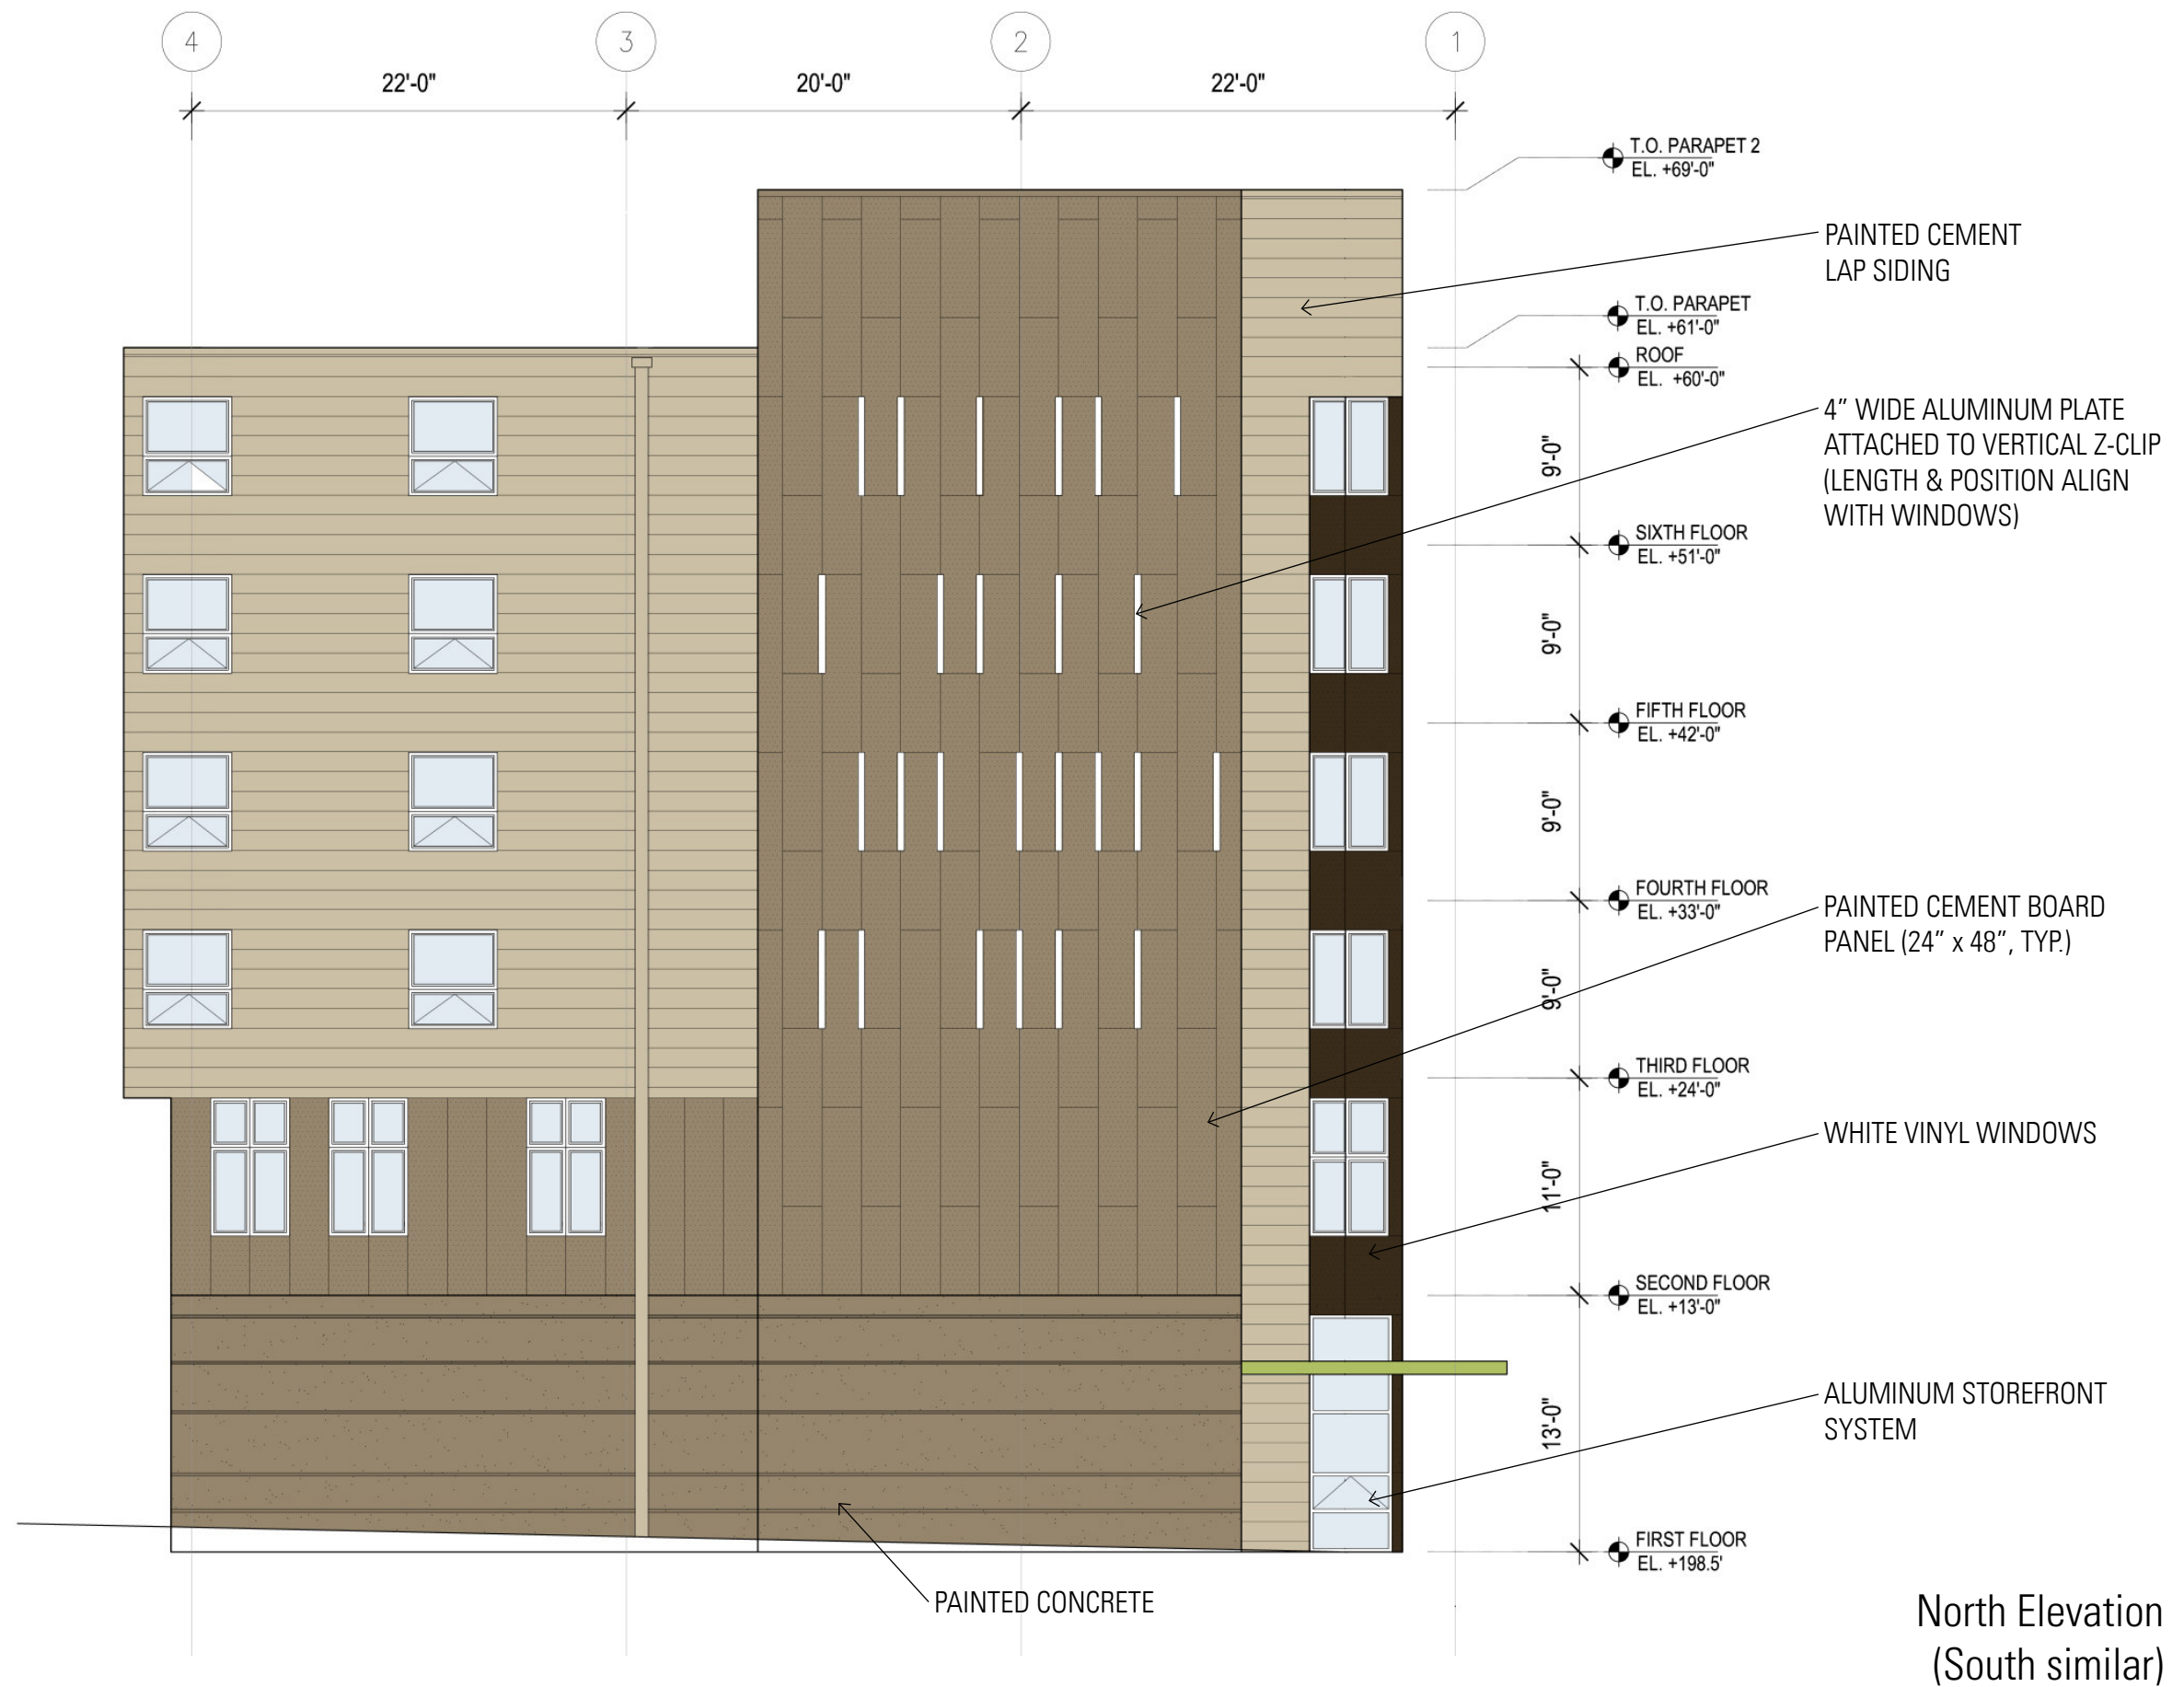 4
3
2
1
22'-0"
20'-0"
22'-0"
T.O. PARAPET 2
EL. +69'-0"
PAINTED CEMENT
LAP SIDING
T.O. PARAPET
EL. +61'-0"
ROOF
EL. +60'-0"
4” WIDE ALUMINUM PLATE
ATTACHED TO VERTICAL Z-CLIP
(LENGTH & POSITION ALIGN
WITH WINDOWS)
9'-0"
SIXTH FLOOR
EL. +51'-0"
9'-0"
FIFTH FLOOR
EL. +42'-0"
9'-0"
FOURTH FLOOR
EL. +33'-0"
PAINTED CEMENT BOARD
PANEL (24” x 48”, TYP.)
9'-0"
THIRD FLOOR
EL. +24'-0"
WHITE VINYL WINDOWS
11'-0"
SECOND FLOOR
EL. +13'-0"
ALUMINUM STOREFRONT
SYSTEM
13'-0"
FIRST FLOOR
EL. +198.5'
PAINTED CONCRETE
North Elevation
(South similar)